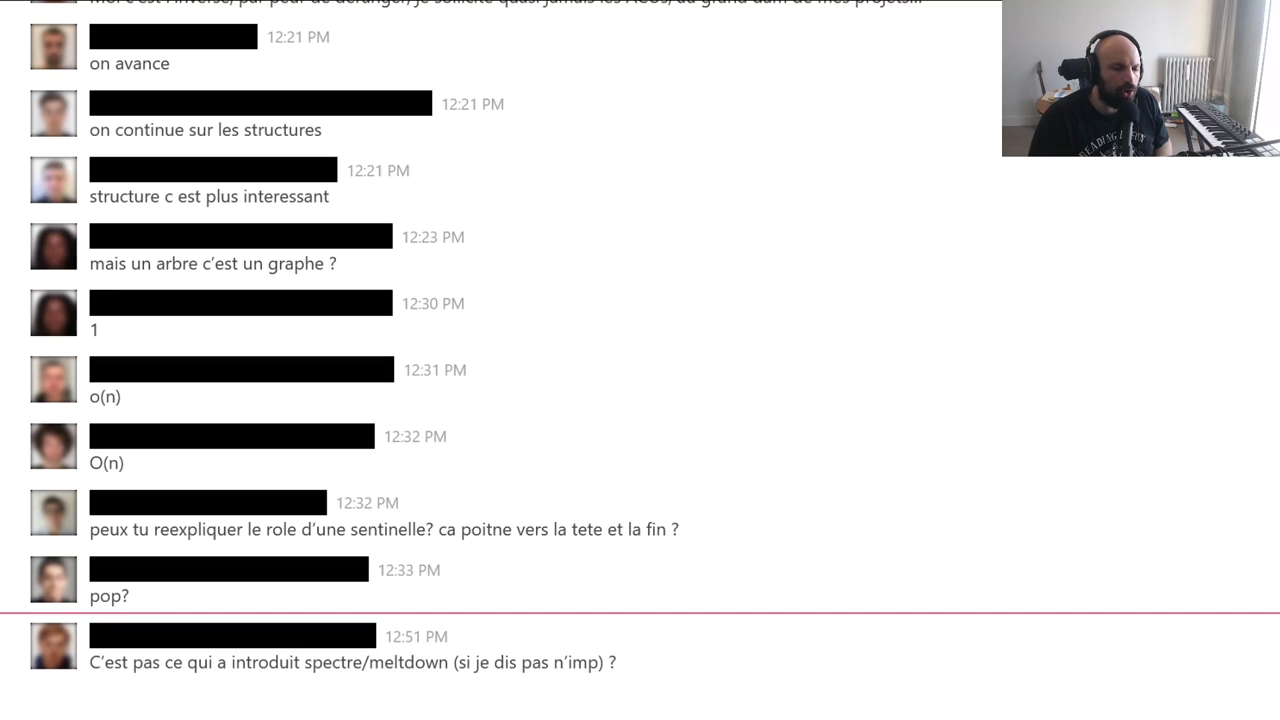 12:21 PM
on avance
12:21 PM
on continue sur les structures
12:21 PM
structure c est plus interessant
12:23 PM
mais un arbre c’est un graphe ?
12:30 PM
1
12:31 PM
o(n)
12:32 PM
O(n)
12:32 PM
peux tu reexpliquer le role d’une sentinelle? ca poitne vers la tete et la fin ?
12:33 PM
pop?
12:51 PM
C’est pas ce qui a introduit spectre/meltdown (si je dis pas n’imp) ?
READING